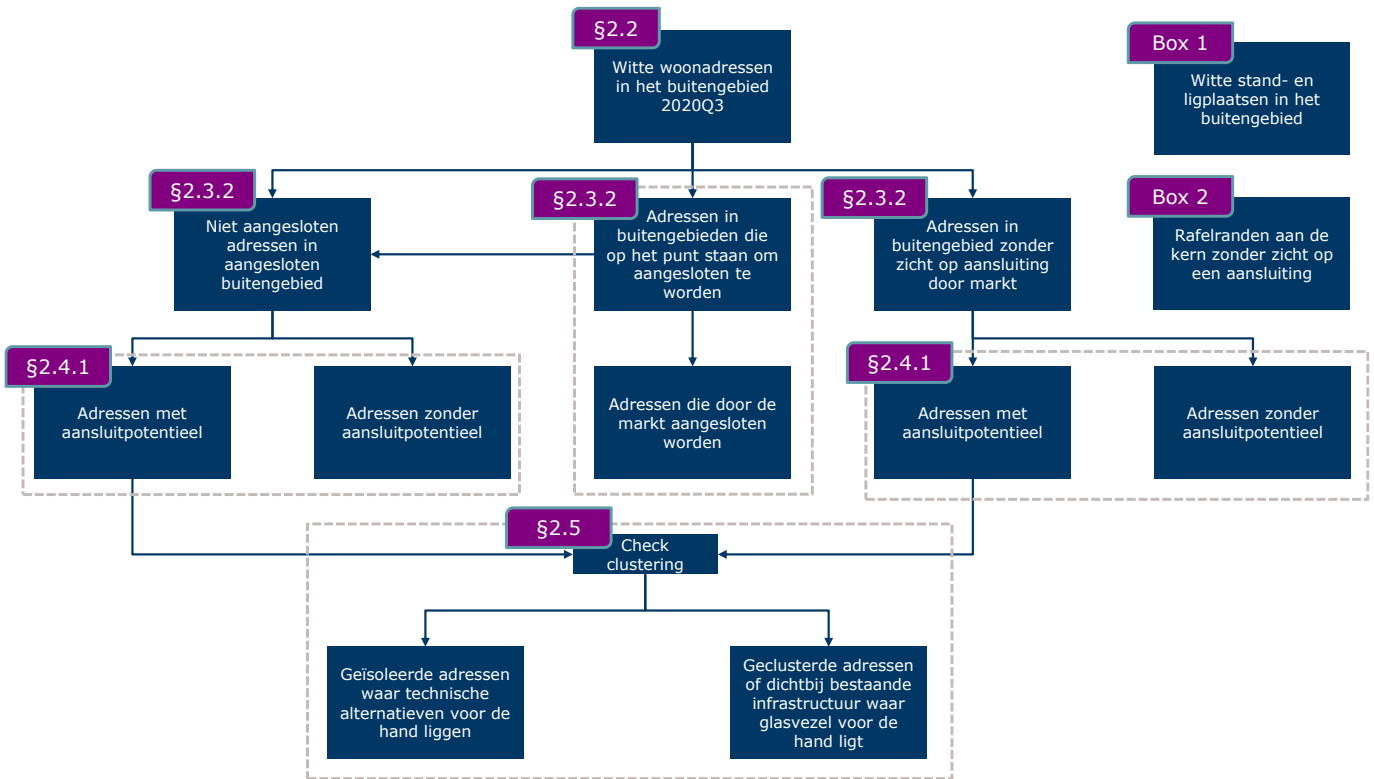 §2.2
Witte woonadressen
in het buitengebied
2020Q3
Box 1
Witte stand- en
ligplaatsen in het
buitengebied
§2.3.2
Niet aangesloten
adressen in
aangesloten
buitengebied
§2.3.2
Adressen in
buitengebieden die
op het punt staan om
aangesloten te
worden
§2.3.2
Adressen in
buitengebied zonder
zicht op aansluiting
door markt
Box 2
Rafelranden aan de
kern zonder zicht op
een aansluiting
§2.4.1
Adressen met
aansluitpotentieel
Adressen zonder
aansluitpotentieel
Adressen die door de
markt aangesloten
worden
§2.4.1
Adressen met
aansluitpotentieel
Adressen zonder
aansluitpotentieel
§2.5
Check
clustering
Geïsoleerde adressen
waar technische
alternatieven voor de
hand liggen
Geclusterde adressen
of dichtbij bestaande
infrastructuur waar
glasvezel voor de
hand ligt